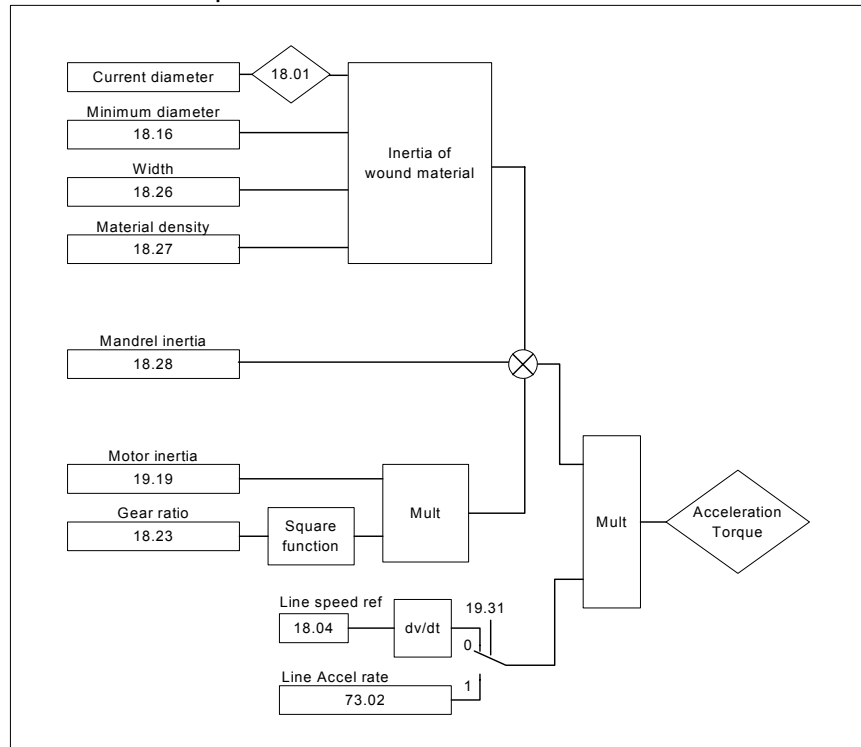 Current diameter
18.01
Minimum diameter
18.16
Width
18.26
Material density
18.27
Inertia of
wound material
Mandrel inertia
18.28
Motor inertia
19.19
Gear ratio
18.23
Square
function
Mult
Mult
Acceleration
Torque
Line speed ref
18.04
dv/dt
19.31
0
1
Line Accel rate
73.02